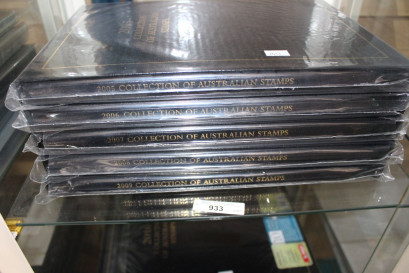 2005 COLLECTION OF AUSTRALIAN STAMPS
2006 COLLECTION OF AUSTRALIAN STAMPS
2007 COLLECTION OF AUSTRALIAN STAMPS
2008 COLLECTION OF AUSTRALIAN STAMPS
2009 COLLECTION OF AUSTRALIAN STAMPS
933